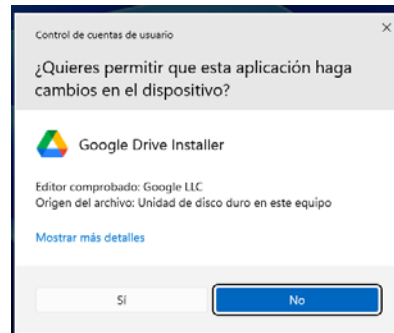 Control de cuentas de usuario
¿Quieres permitir que esta aplicación haga
cambios en el dispositivo?
Google Drive Installer
Editor comprobado: Google LLC
Origen del archivo: Unidad de disco duro en este equipo
Mostrar más detalles
Sí
No